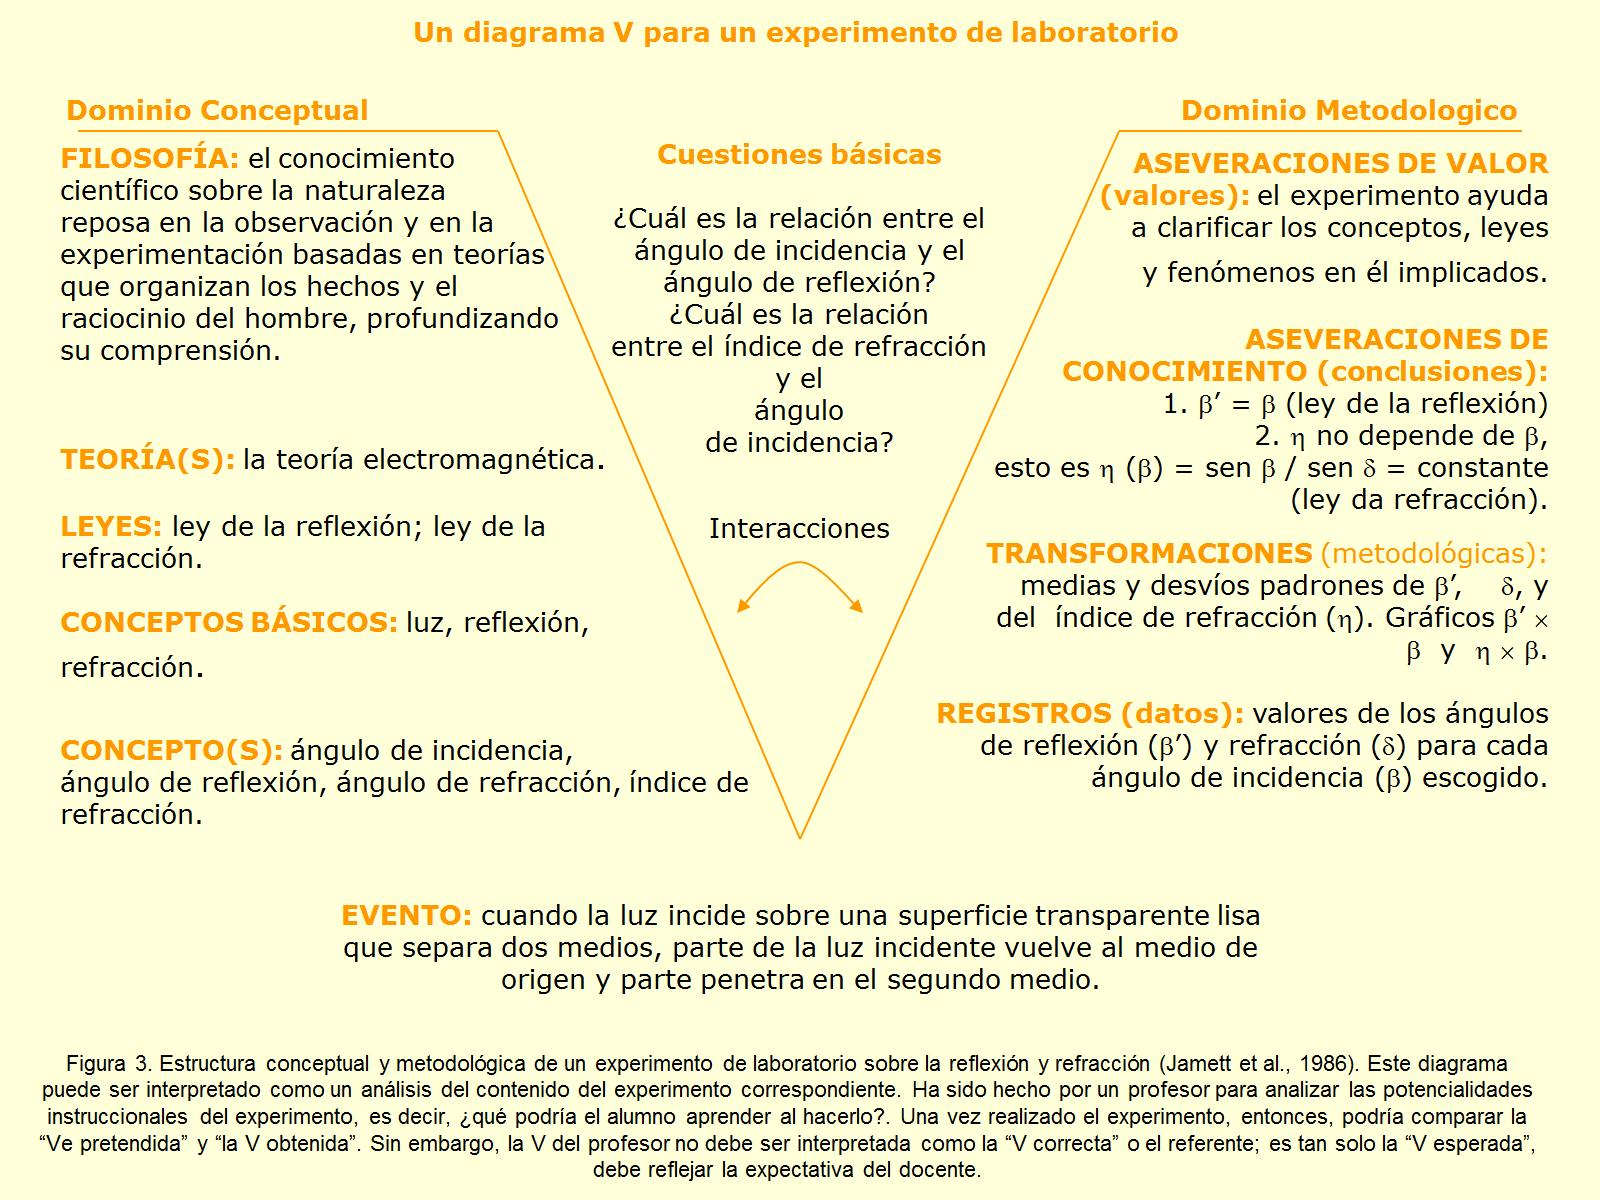 Un diagrama V para un experimento de laboratorio
Dominio Conceptual
FILOSOFÍA: el conocimiento
científico sobre la naturaleza
reposa en la observación y en la
experimentación basadas en teorías
que organizan los hechos y el
raciocinio del hombre, profundizando
su comprensión.
TEORÍA(S): la teoría electromagnética.
LEYES: ley de la reflexión; ley de la
refracción.
CONCEPTOS BÁSICOS: luz, reflexión,
refracción.
CONCEPTO(S): ángulo de incidencia,
ángulo de reflexión, ángulo de refracción, índice de
refracción.
Cuestiones básicas
¿Cuál es la relación entre el
ángulo de incidencia y el
ángulo de reflexión?
¿Cuál es la relación
entre el índice de refracción
y el
ángulo
de incidencia?
Interacciones
Dominio Metodologico
ASEVERACIONES DE VALOR
(valores): el experimento ayuda
a clarificar los conceptos, leyes
y fenómenos en él implicados.
ASEVERACIONES DE
CONOCIMIENTO (conclusiones):
1. β’ = β (ley de la reflexión)
2. η no depende de β,
esto es η (β) = sen β / sen δ = constante
(ley da refracción).
TRANSFORMACIONES (metodológicas):
medias y desvíos padrones de β’, δ, y
del índice de refracción (η). Gráficos β’ ×
β y η × β.
REGISTROS (datos): valores de los ángulos
de reflexión (β’) y refracción (δ) para cada
ángulo de incidencia (β) escogido.
EVENTO: cuando la luz incide sobre una superficie transparente lisa
que separa dos medios, parte de la luz incidente vuelve al medio de
origen y parte penetra en el segundo medio.
Figura 3. Estructura conceptual y metodológica de un experimento de laboratorio sobre la reflexión y refracción (Jamett et al., 1986). Este diagrama
puede ser interpretado como un análisis del contenido del experimento correspondiente. Ha sido hecho por un profesor para analizar las potencialidades
instruccionales del experimento, es decir, ¿qué podría el alumno aprender al hacerlo?. Una vez realizado el experimento, entonces, podría comparar la
“Ve pretendida” y “la V obtenida”. Sin embargo, la V del profesor no debe ser interpretada como la “V correcta” o el referente; es tan solo la “V esperada”,
debe reflejar la expectativa del docente.